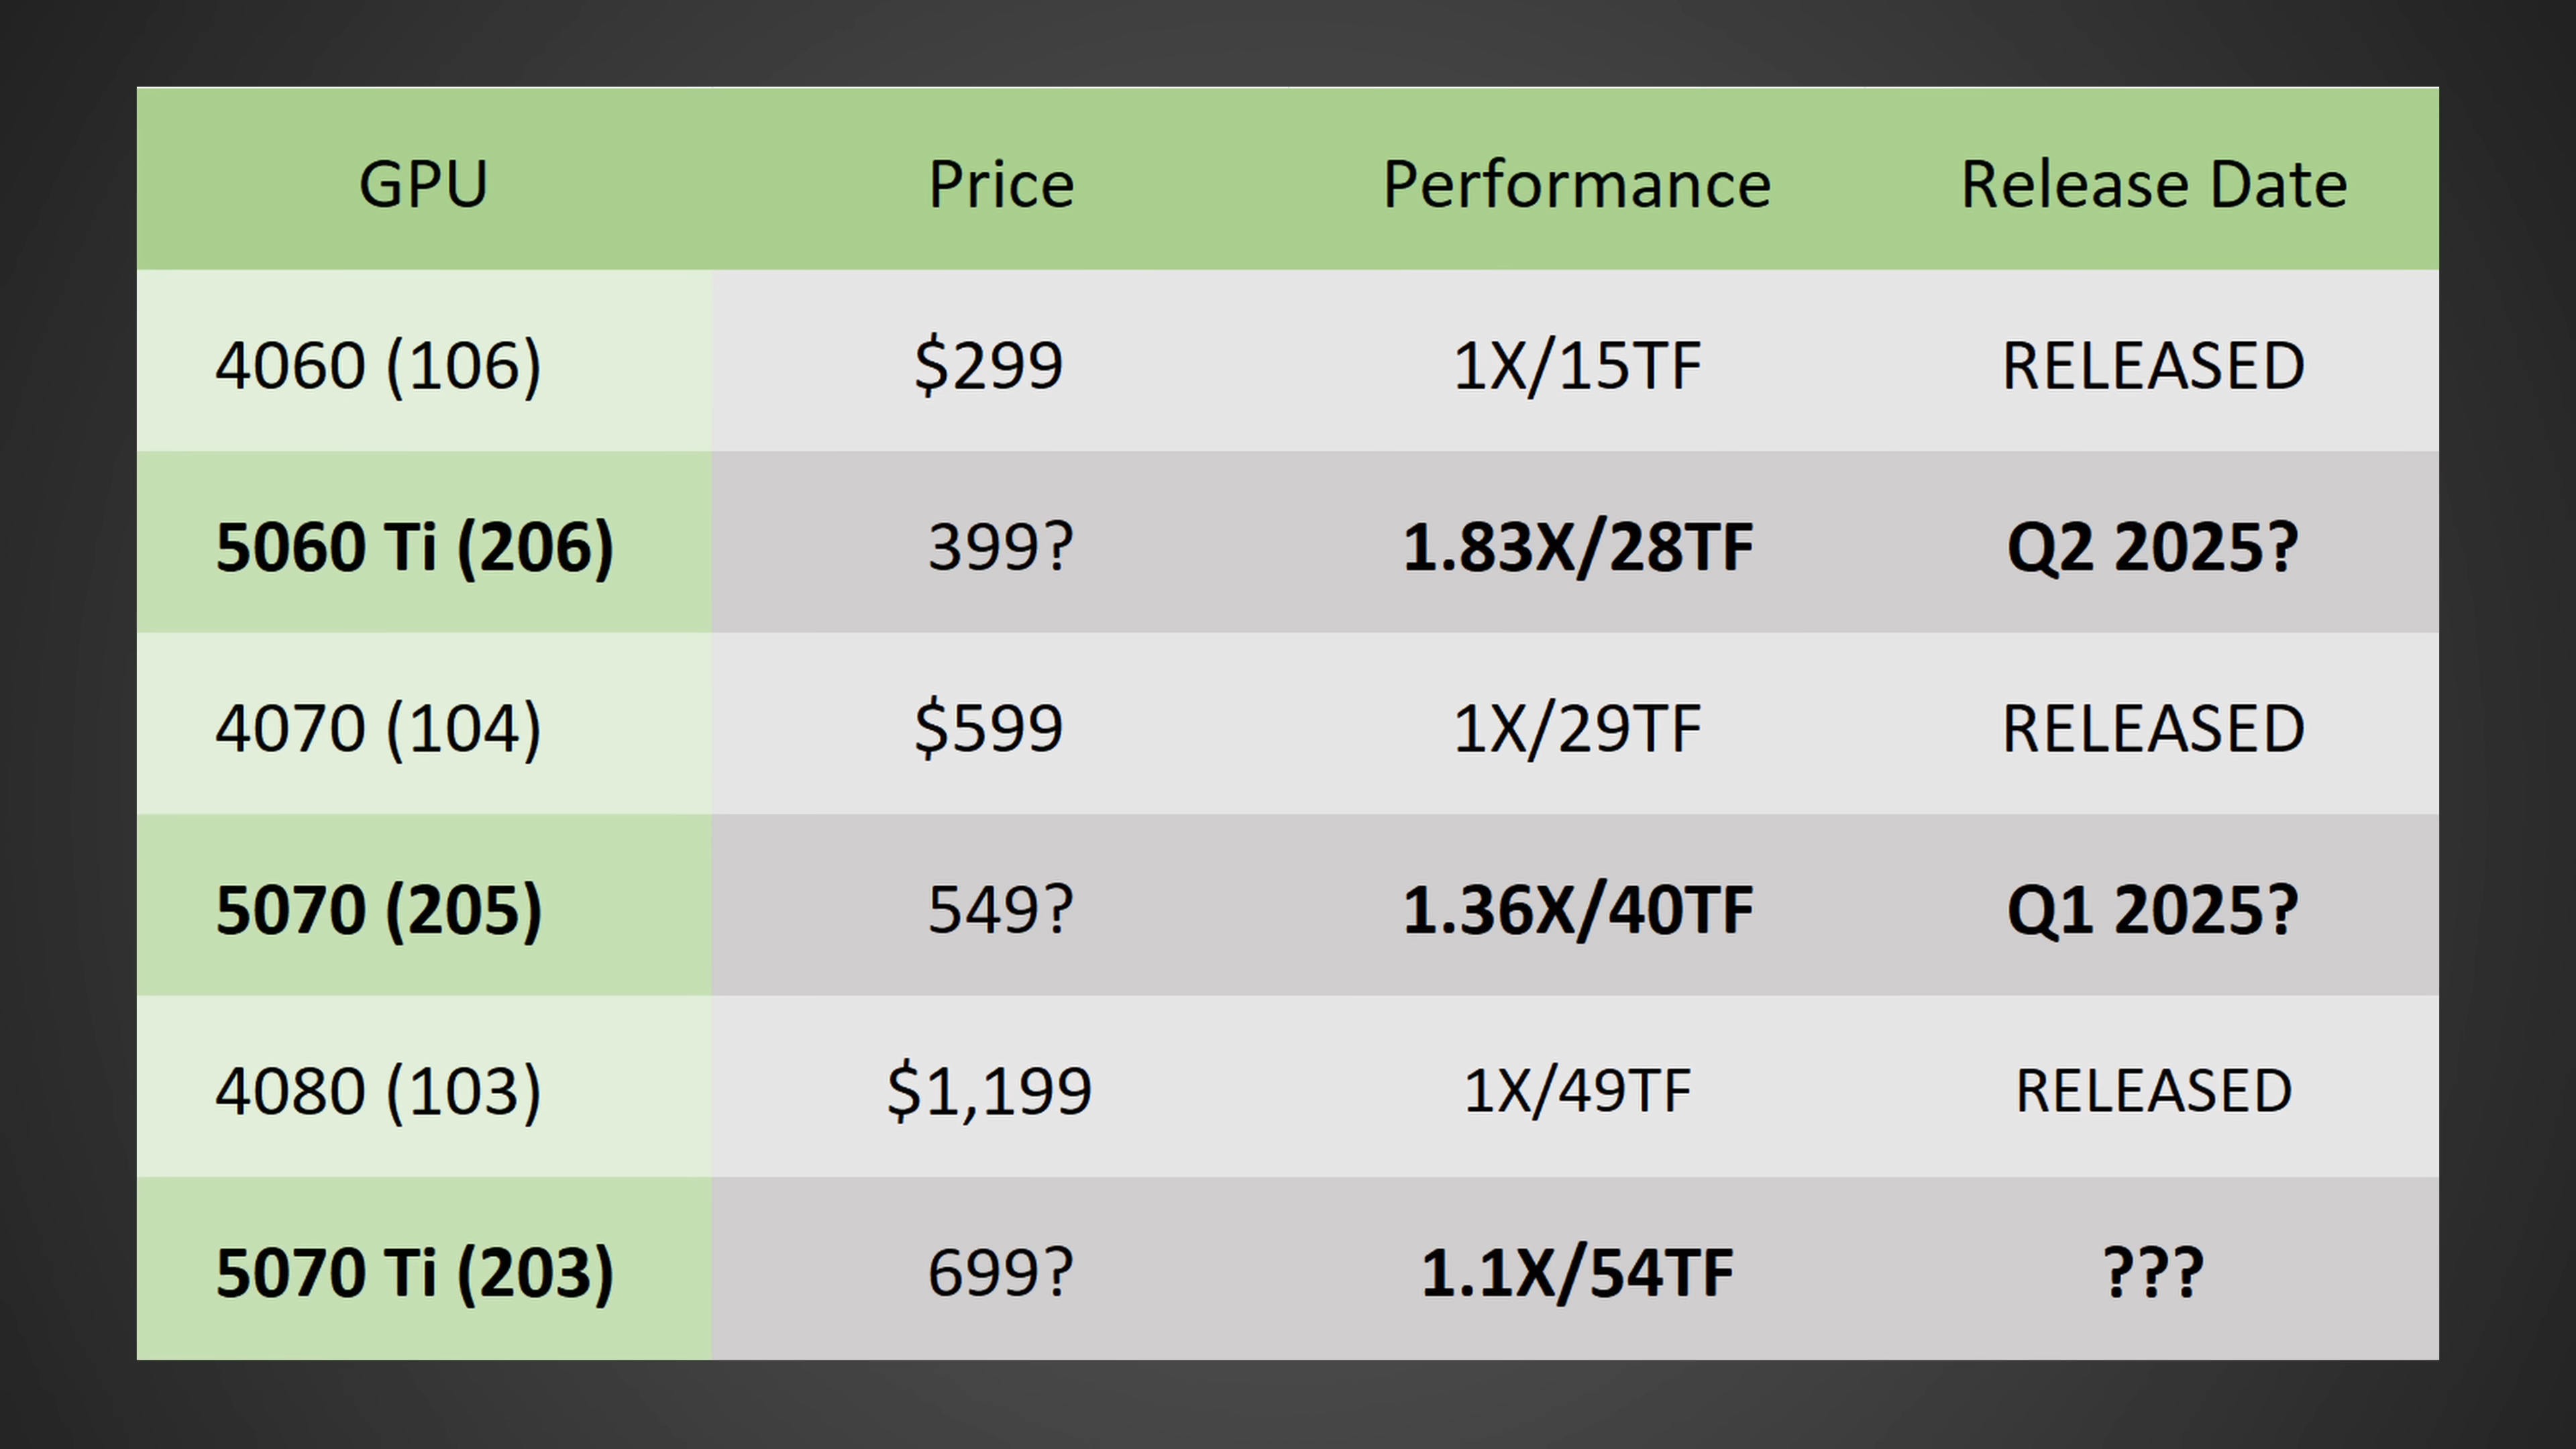 GPU Price Performance Release Date
4060 (106) $299 1X/15TF RELEASED
5060 Ti (206) 399? 1.83X/28TF Q2 2025?
4070 (104) $599 1X/29TF RELEASED
5070 (205) 549? 1.36X/40TF Q1 2025?
4080 (103) $1,199 1X/49TF RELEASED
5070 Ti (203) 699? 1.1X/54TF ???